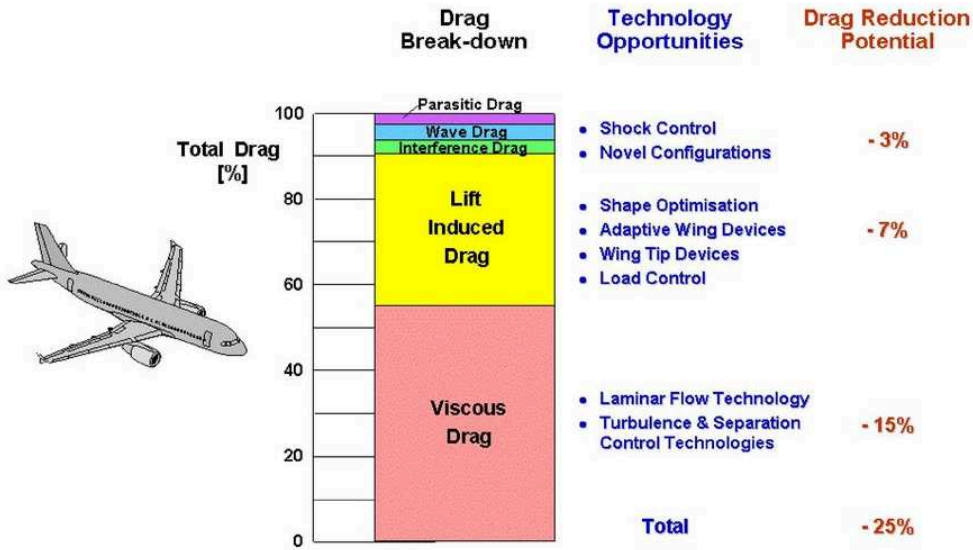 Drag
Break-down
Technology
Opportunities
Drag Reduction
Potential
Total Drag
[%]
100
80
60
40
20
0
Parasitic Drag
Wave Drag
Interference Drag
Lift
Induced
Drag
Viscous
Drag
• Shock Control
• Novel Configurations
- 3%
• Shape Optimisation
• Adaptive Wing Devices
• Wing Tip Devices
• Load Control
- 7%
• Laminar Flow Technology
• Turbulence & Separation
Control Technologies
- 15%
Total
- 25%